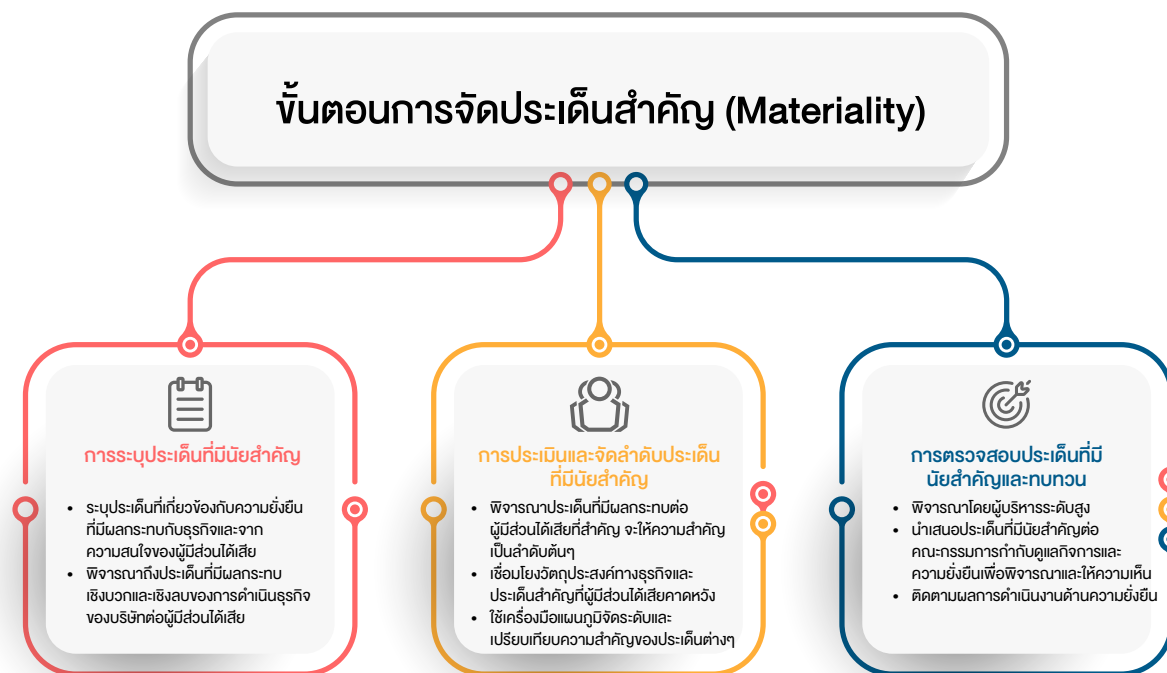 ขั้นตอนการจัดประเด็นสำคัญ (Materiality)
การระบุประเด็นที่มีนัยสำคัญ
• ระบุประเด็นที่เกี่ยวข้องกับความยั่งยืน
ที่มีผลกระทบกับธุรกิจและจาก
ความสนใจของผู้มีส่วนได้เสีย
• พิจารณาถึงประเด็นที่มีผลกระทบ
เชิงบวกและเชิงลบของการดำเนินธุรกิจ
ของบริษัทต่อผู้มีส่วนได้เสีย
การประเมินและจัดลำดับประเด็น
ที่มีนัยสำคัญ
• พิจารณาประเด็นที่มีผลกระทบต่อ
ผู้มีส่วนได้เสียที่สำคัญ จะให้ความสำคัญ
เป็นลำดับต้นๆ
• เชื่อมโยงวัตถุประสงค์ทางธุรกิจและ
ประเด็นสำคัญที่ผู้มีส่วนได้เสียคาดหวัง
• ใช้เครื่องมือแผนภูมิจัดระดับและ
เปรียบเทียบความสำคัญของประเด็นต่างๆ
การตรวจสอบประเด็นที่มี
นัยสำคัญและทบทวน
• พิจารณาโดยผู้บริหารระดับสูง
• นำเสนอประเด็นที่มีนัยสำคัญต่อ
คณะกรรมการกำกับดูแลกิจการและ
ความยั่งยืนเพื่อพิจารณาและให้ความเห็น
• ติดตามผลการดำเนินงานด้านความยั่งยืน